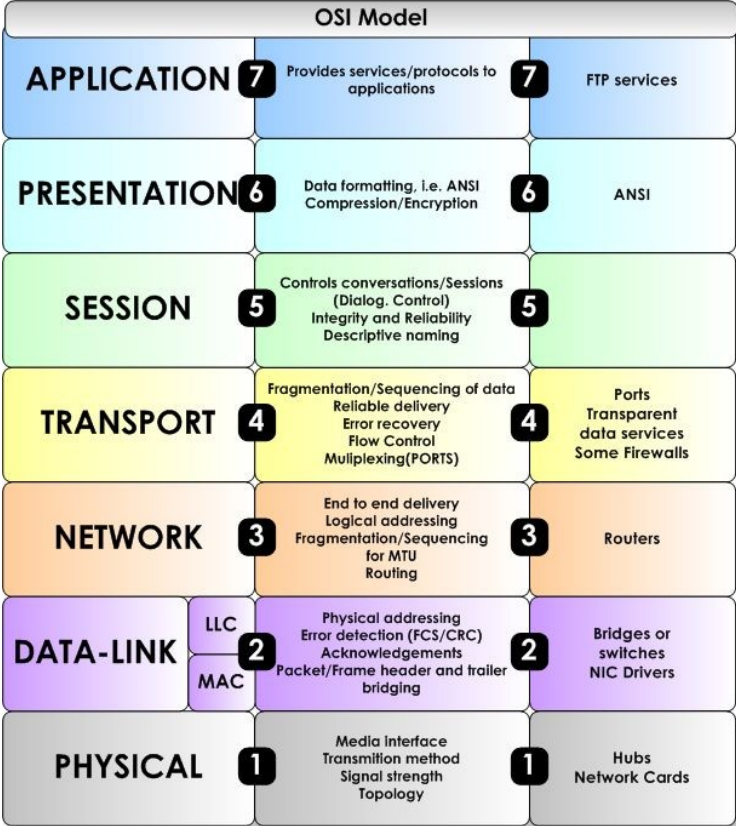 OSI Model
APPLICATION
7
Provides services/protocols to
applications
7
FTP services
PRESENTATION
6
Data formatting, i.e. ANSI
Compression/Encryption
6
ANSI
SESSION
5
Controls conversations/Sessions
(Dialog. Control)
Integrity and Reliability
Descriptive naming
5
TRANSPORT
4
Fragmentation/Sequencing of data
Reliable delivery
Error recovery
Flow Control
Muliplexing(PORTS)
4
Ports
Transparent
data services
Some Firewalls
NETWORK
3
End to end delivery
Logical addressing
Fragmentation/Sequencing
for MTU
Routing
3
Routers
DATA-LINK
LLC
MAC
2
Physical addressing
Error detection (FCS/CRC)
Acknowledgements
Packet/Frame header and trailer
bridging
2
Bridges or
switches
NIC Drivers
PHYSICAL
1
Media interface
Transmition method
Signal strength
Topology
1
Hubs
Network Cards